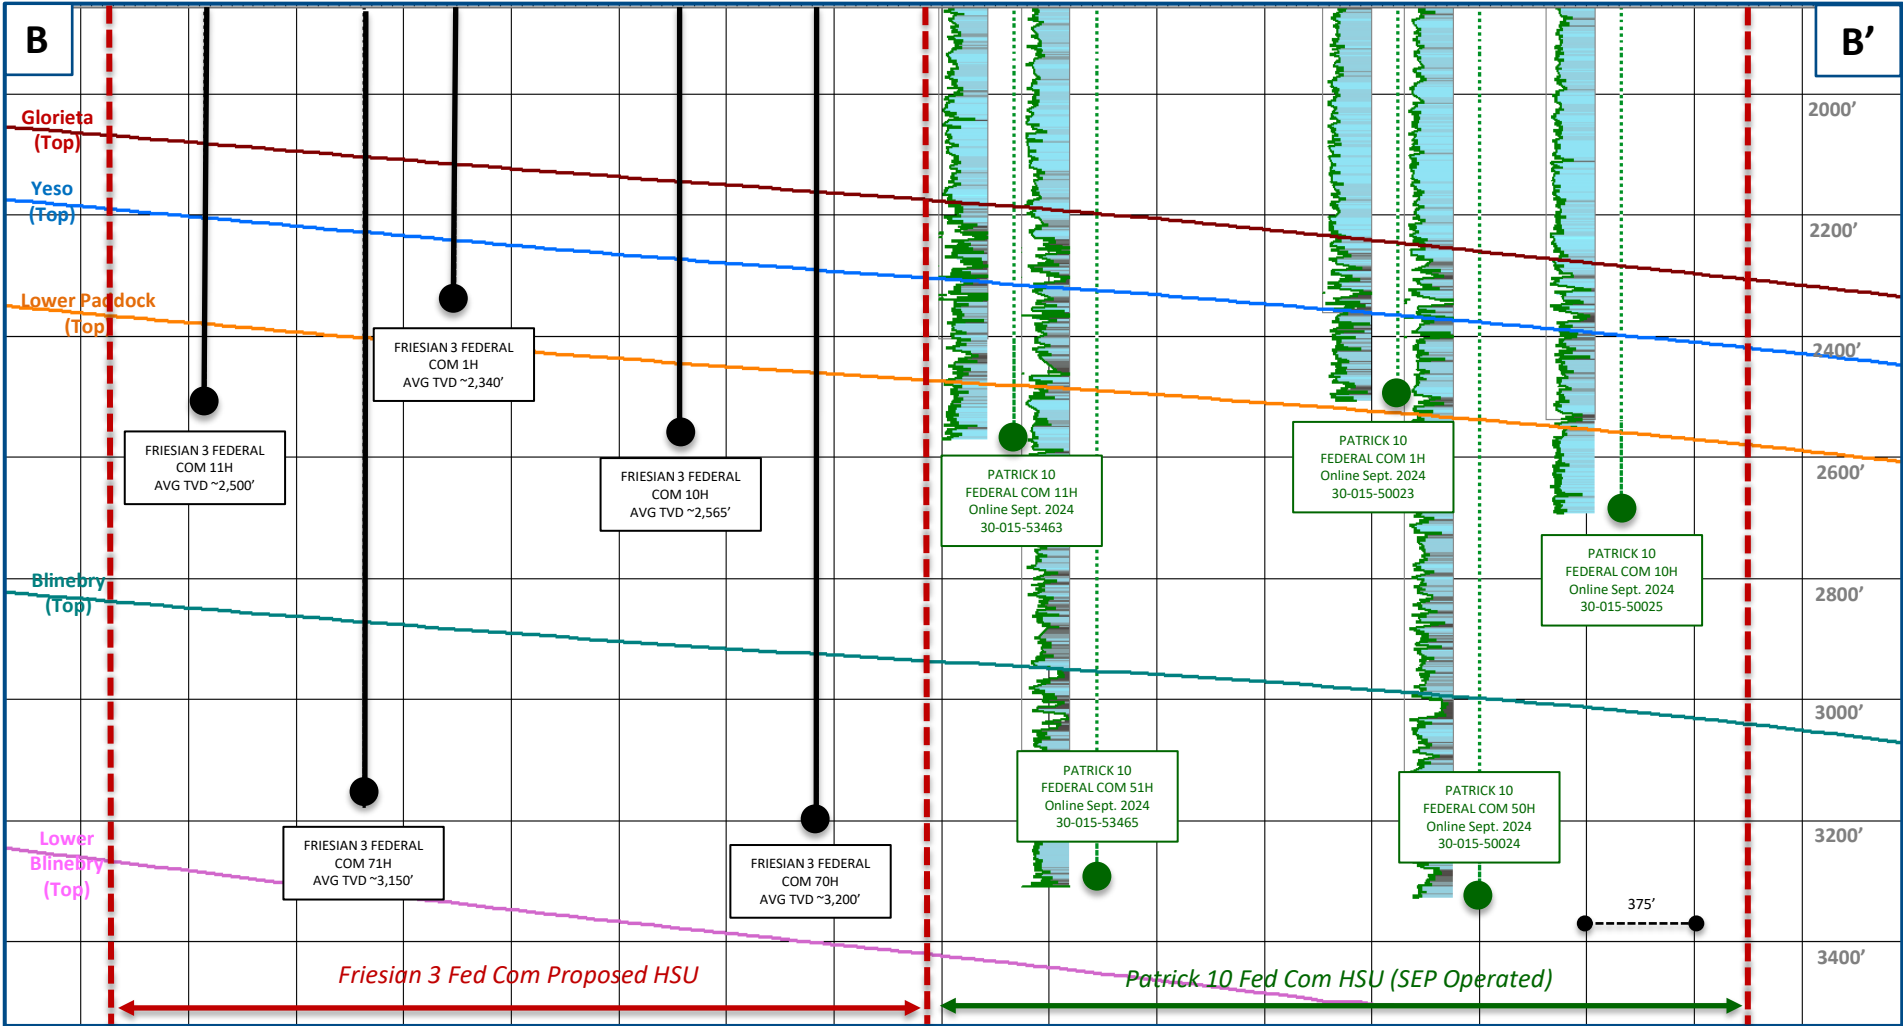 B
B’
Glorieta
(Top)
Yeso
(Top)
Lower Paddock
(Top)
Blinebry
(Top)
Lower
Blinebry
(Top)
FRIESIAN 3 FEDERAL
COM 11H
AVG TVD ~2,500’
FRIESIAN 3 FEDERAL
COM 71H
AVG TVD ~3,150’
FRIESIAN 3 FEDERAL
COM 1H
AVG TVD ~2,340’
FRIESIAN 3 FEDERAL
COM 10H
AVG TVD ~2,565’
FRIESIAN 3 FEDERAL
COM 70H
AVG TVD ~3,200’
PATRICK 10
FEDERAL COM 11H
Online Sept. 2024
30-015-53463
PATRICK 10
FEDERAL COM 51H
Online Sept. 2024
30-015-53465
PATRICK 10
FEDERAL COM 1H
Online Sept. 2024
30-015-50023
PATRICK 10
FEDERAL COM 50H
Online Sept. 2024
30-015-50024
PATRICK 10
FEDERAL COM 10H
Online Sept. 2024
30-015-50025
2000’
2200’
2400’
2600’
2800’
3000’
3200’
3400’
375’
Friesian 3 Fed Com Proposed HSU
Patrick 10 Fed Com HSU (SEP Operated)